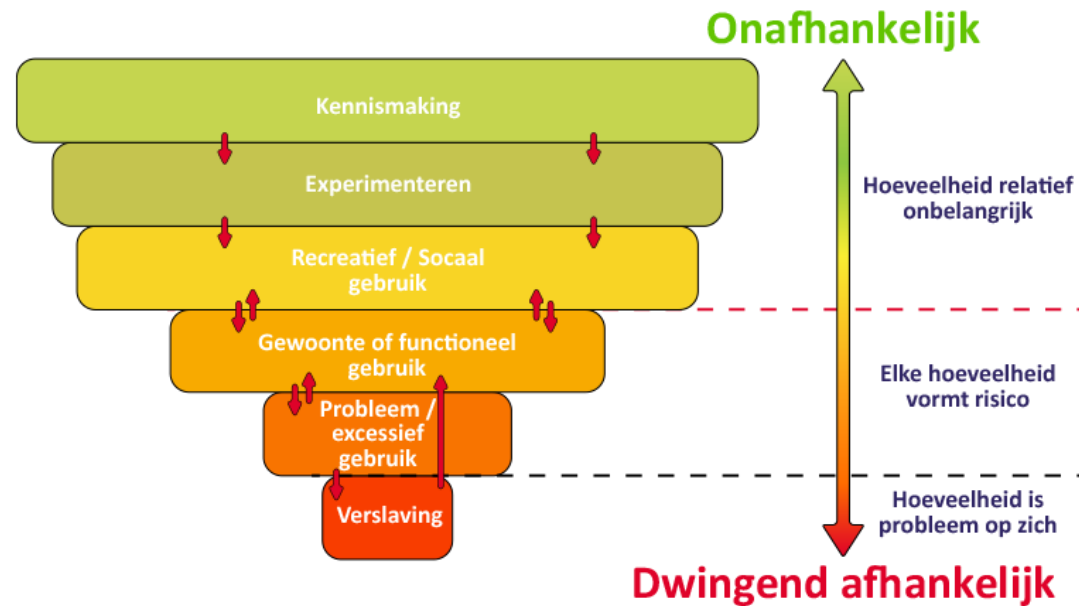 Onafhankelijk
Kennismaking
Experimenteren
Recreatief / Socaal
gebruik
Gewoonte of functioneel
gebruik
Probleem /
excessief
gebruik
Verslaving
Hoeveelheid relatief
onbelangrijk
Elke hoeveelheid
vormt risico
Hoeveelheid is
probleem op zich
Dwingend afhankelijk